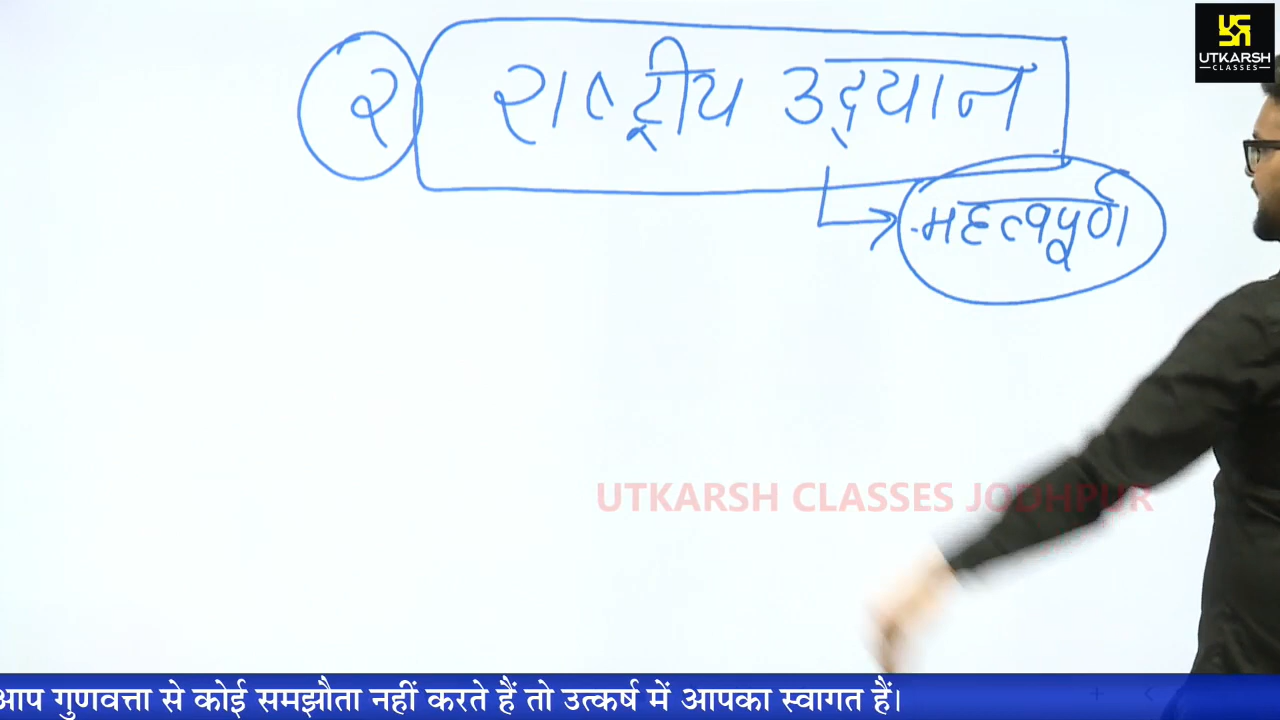 UTKARSH
CLASSES
२ राष्ट्रीय उद्यान
महत्वपूर्ण
UTKARSH CLASSES JODHPUR
आप गुणवत्ता से कोई समझौता नहीं करते हैं तो उत्कर्ष में आपका स्वागत हैं।